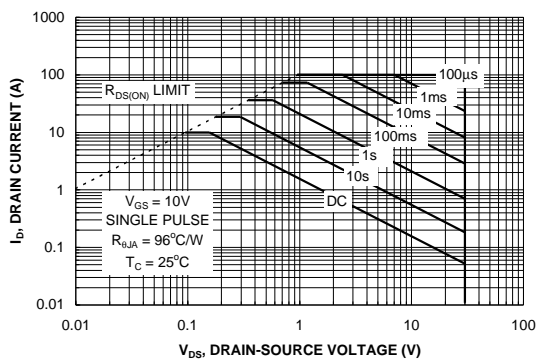 1000
100
10
1
0.1
0.01
I_D, DRAIN CURRENT (A)
R_DS(ON) LIMIT
100µs
1ms
10ms
100ms
1s
10s
DC
V_GS = 10V
SINGLE PULSE
R_θJA = 96°C/W
T_C = 25°C
0.01
0.10
1
10
100
V_DS, DRAIN-SOURCE VOLTAGE (V)